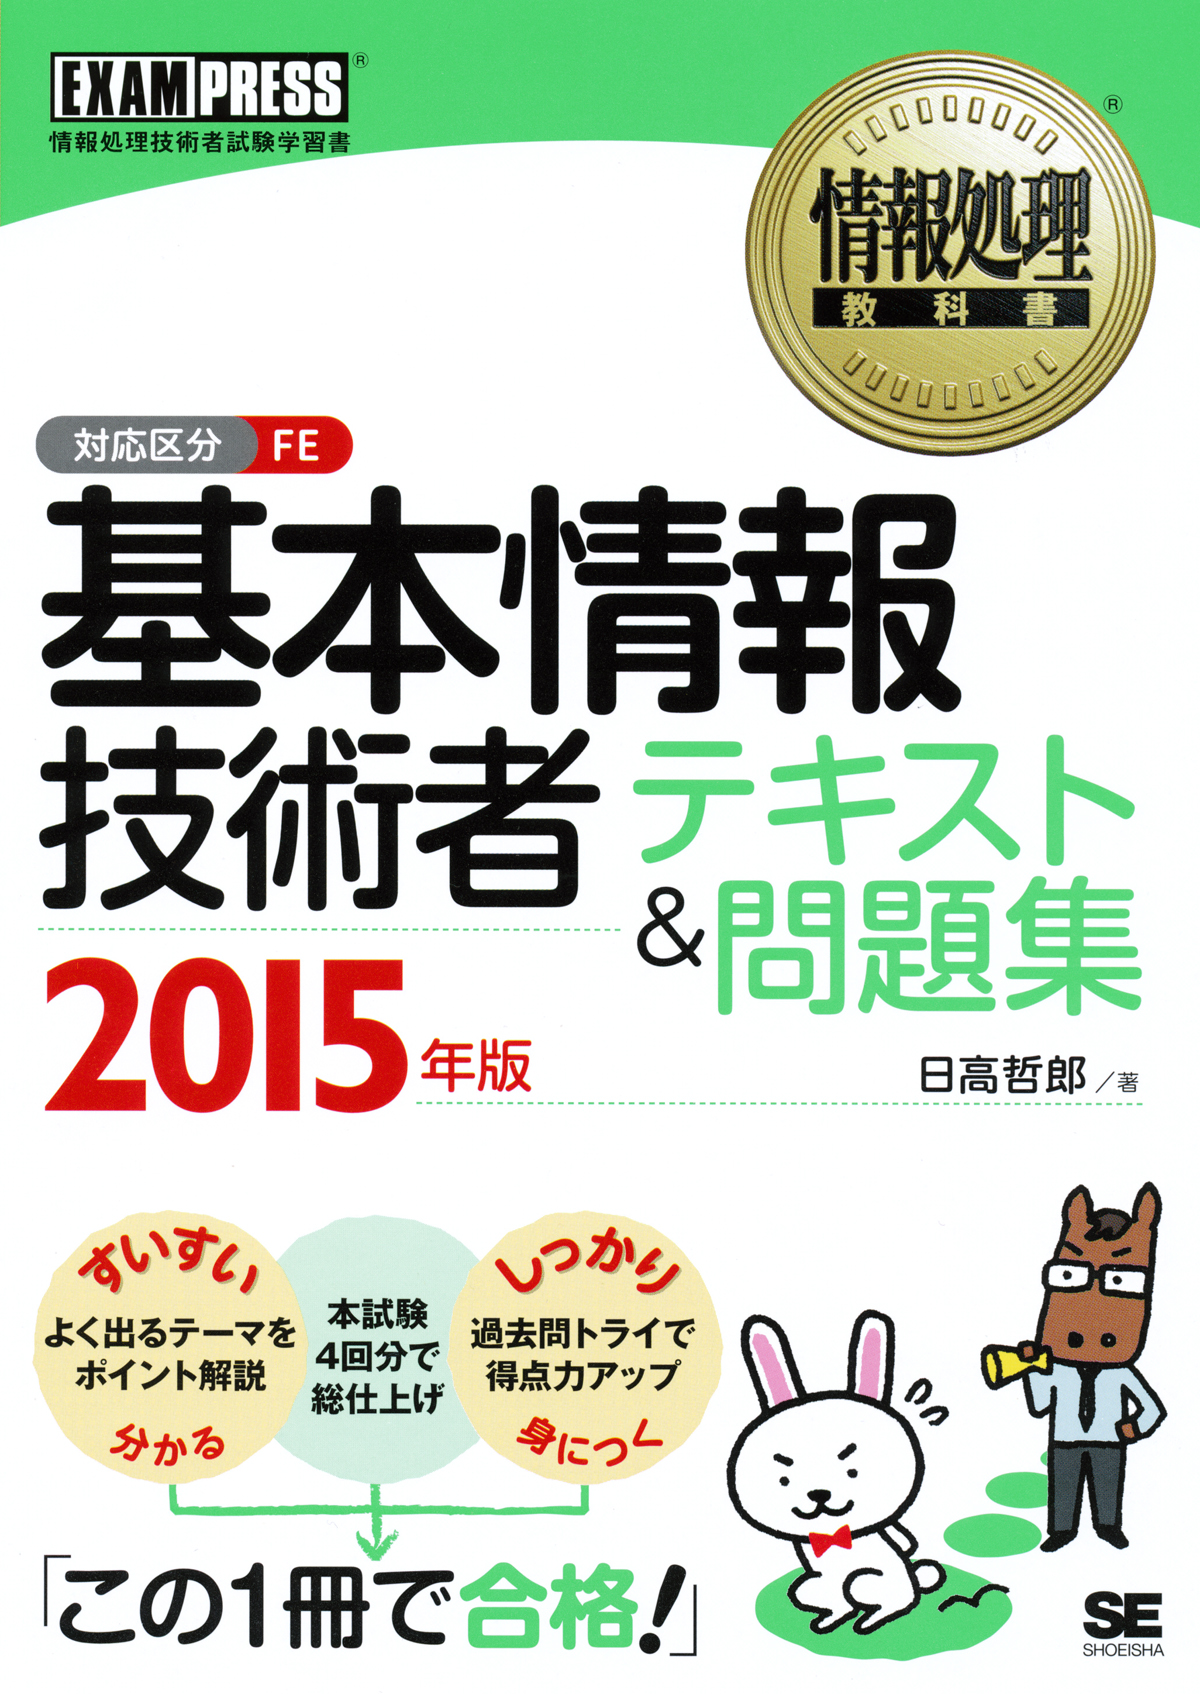 EXAMPRESS®
情報処理技術者試験学習書
®
情報処理
教科書
対応区分 FE
基本情報
技術者
テキスト
&問題集
2015年版
日高哲郎/著
すいすい
よく出るテーマを
ポイント解説
分かる
本試験
4回分で
総仕上げ
しっかり
過去問トライで
得点力アップ
身につく
「この1冊で合格!」
SE
SHOEISHA